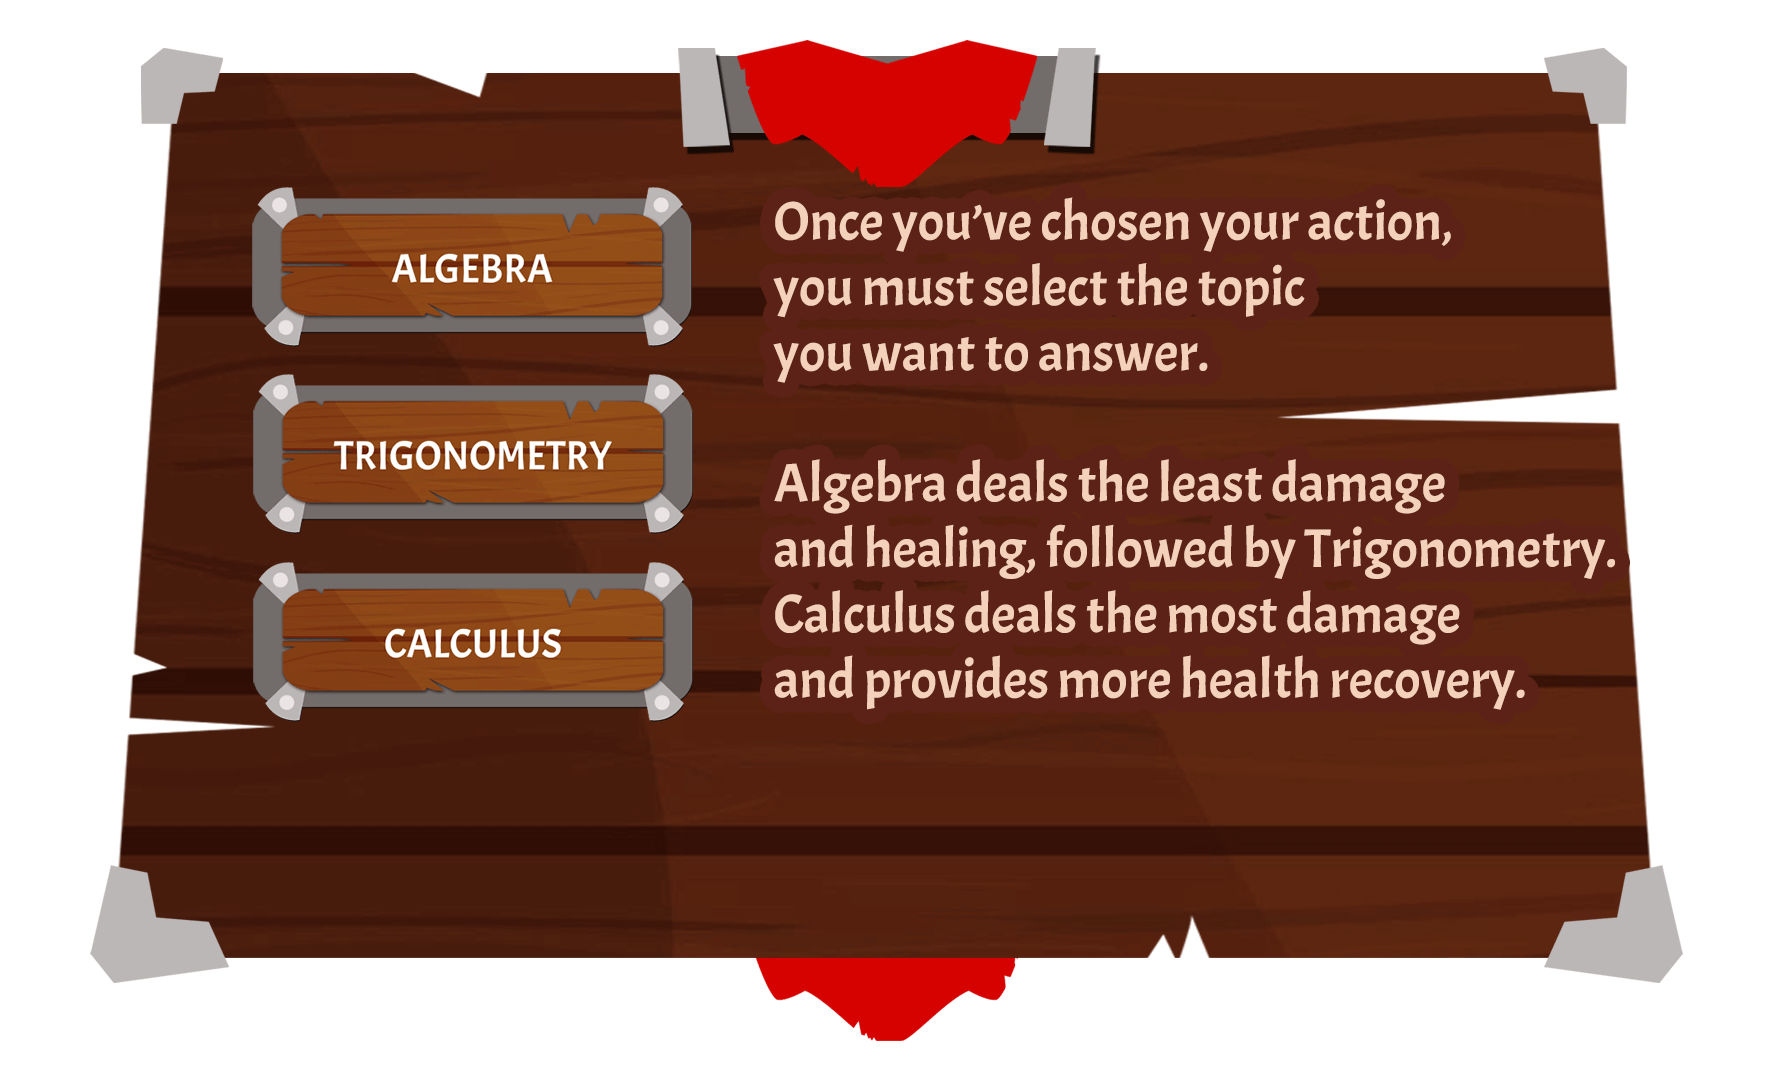 ALGEBRA
TRIGONOMETRY
CALCULUS
Once you’ve chosen your action,
you must select the topic
you want to answer.
Algebra deals the least damage
and healing, followed by Trigonometry.
Calculus deals the most damage
and provides more health recovery.